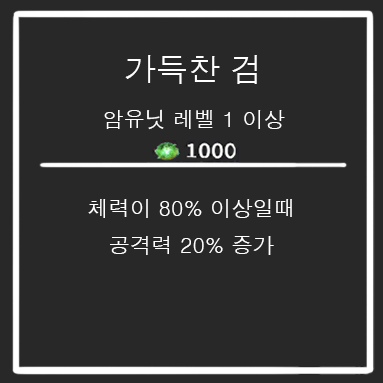 가득찬 검
암유닛 레벨 1 이상
1000
체력이 80% 이상일때
공격력 20% 증가